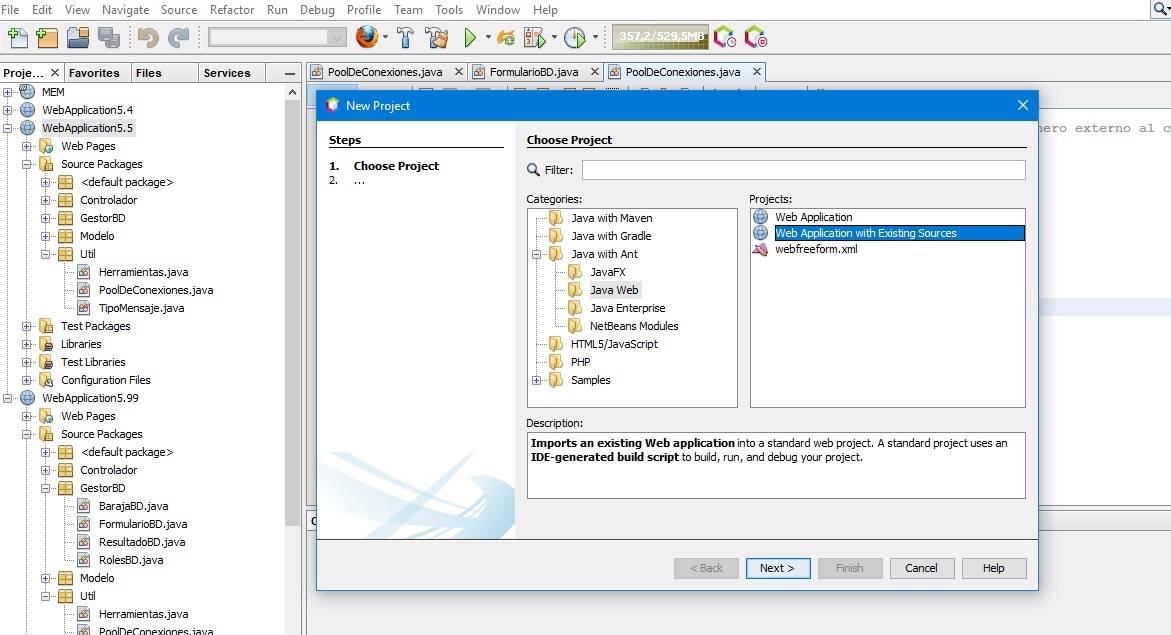 File Edit View Navigate Source Refactor Run Debug Profile Team Tools Window Help
357,2/529,5MB
Proje... Favorites Files Services
PoolDeConexiones.java FormularioBD.java PoolDeConexiones.java
MEM
WebApplication5.4
WebApplication5.5
Web Pages
Source Packages
<default package>
Controlador
GestorBD
Modelo
Util
Herramientas.java
PoolDeConexiones.java
TipoMensaje.java
Test Packages
Libraries
Test Libraries
Configuration Files
WebApplication5.99
Web Pages
Source Packages
<default package>
Controlador
GestorBD
BarajaBD.java
FormularioBD.java
ResultadoBD.java
RolesBD.java
Modelo
Util
Herramientas.java
PoolDeConexiones.java
nero externo al c
New Project
Steps
1. Choose Project
2. ...
Choose Project
Filter:
Categories:
Java with Maven
Java with Gradle
Java with Ant
JavaFX
Java Web
Java Enterprise
NetBeans Modules
HTML5/JavaScript
PHP
Samples
Projects:
Web Application
Web Application with Existing Sources
webfreeform.xml
Description:
Imports an existing Web application into a standard web project. A standard project uses an
IDE-generated build script to build, run, and debug your project.
< Back Next > Finish Cancel Help